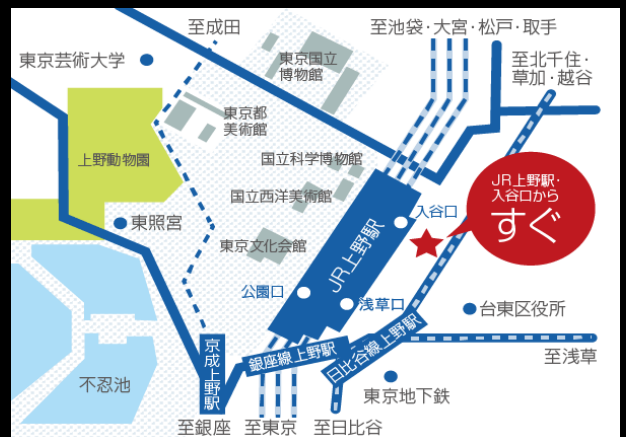 至成田
至池袋・大宮・松戸・取手
東京芸術大学
東京国立
博物館
至北千住・
草加・越谷
東京都
美術館
上野動物園
国立科学博物館
国立西洋美術館
JR上野駅・
入谷口から
すぐ
入谷口
東照宮
東京文化会館
JR上野駅
公園口
浅草口
台東区役所
京成上野駅
銀座線上野駅
日比谷線上野駅
至浅草
不忍池
東京地下鉄
至銀座
至東京
至日比谷